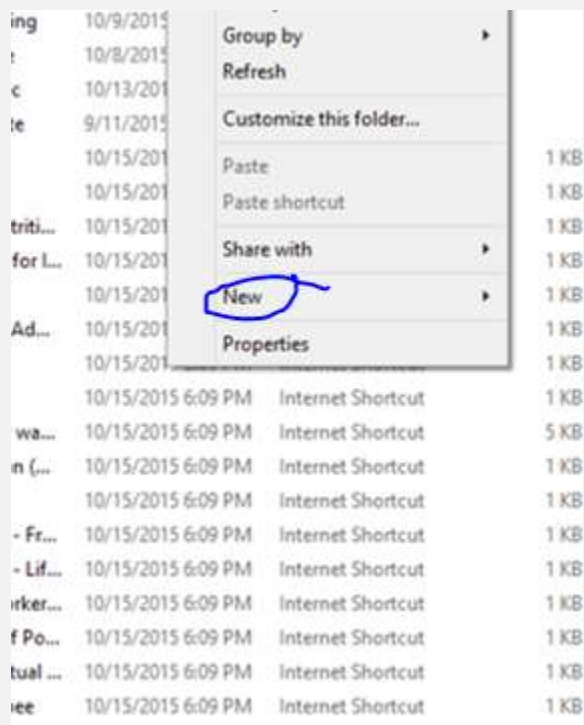 ing 10/9/2015 Group by
10/8/2015 Refresh
c 10/13/201
te 9/11/2015 Customize this folder...
10/15/201 Paste 1 KB
10/15/201 Paste shortcut 1 KB
triti... 10/15/201 1 KB
for I... 10/15/201 Share with 1 KB
10/15/201 New 1 KB
Ad... 10/15/201 Properties 1 KB
10/15/201 1 KB
10/15/2015 6:09 PM Internet Shortcut 1 KB
wa... 10/15/2015 6:09 PM Internet Shortcut 5 KB
n (... 10/15/2015 6:09 PM Internet Shortcut 1 KB
10/15/2015 6:09 PM Internet Shortcut 1 KB
- Fr... 10/15/2015 6:09 PM Internet Shortcut 1 KB
- Lif... 10/15/2015 6:09 PM Internet Shortcut 1 KB
rker... 10/15/2015 6:09 PM Internet Shortcut 1 KB
f Po... 10/15/2015 6:09 PM Internet Shortcut 1 KB
tual ... 10/15/2015 6:09 PM Internet Shortcut 1 KB
ee 10/15/2015 6:09 PM Internet Shortcut 1 KB